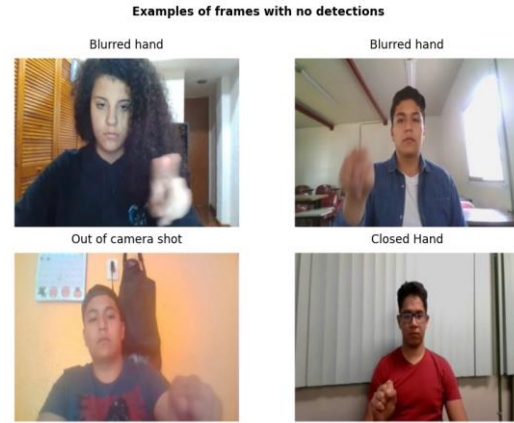 Examples of frames with no detections
Blurred hand
Blurred hand
Out of camera shot
Closed Hand